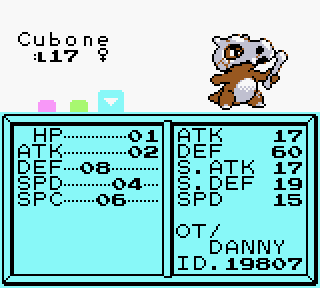 Cubone
:L17 ♀
HP............01
ATK............02
DEF...08......
SPD.........04...
SPC......06......
ATK 17
DEF 60
S.ATK 17
S.DEF 19
SPD 15
OT/
DANNY
ID.19807